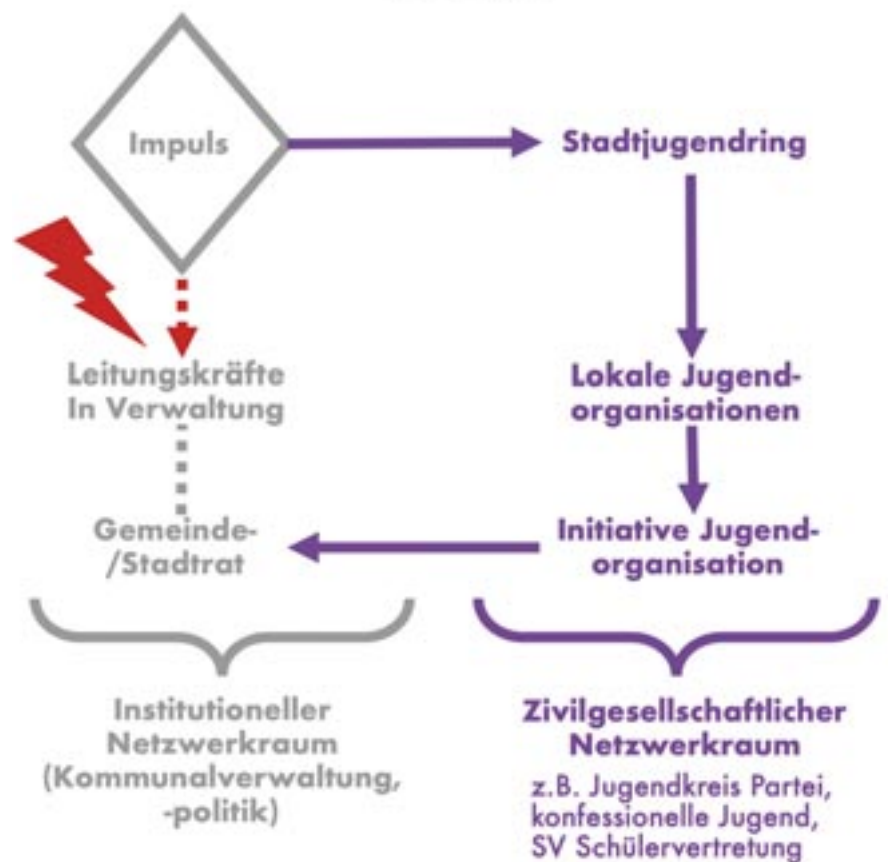 Impuls
Stadtjugendring
Leitungskräfte
In Verwaltung
Lokale Jugend-
organisationen
Gemeinde-
/Stadtrat
Initiative Jugend-
organisation
Institutioneller
Netzwerkraum
(Kommunalverwaltung,
-politik)
Zivilgesellschaftlicher
Netzwerkraum
z.B. Jugendkreis Partei,
konfessionelle Jugend,
SV Schülervertretung